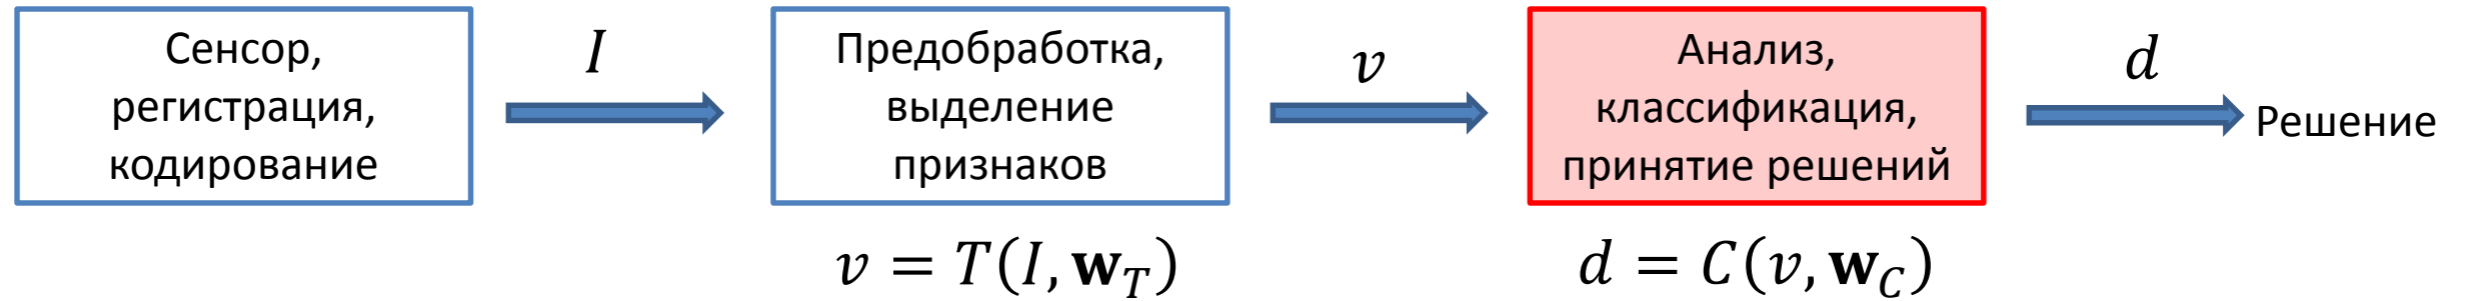 Сенсор,
регистрация,
кодирование
I
Предобработка,
выделение
признаков
v
Анализ,
классификация,
принятие решений
d
Решение
v = T(I, w_T)
d = C(v, w_C)